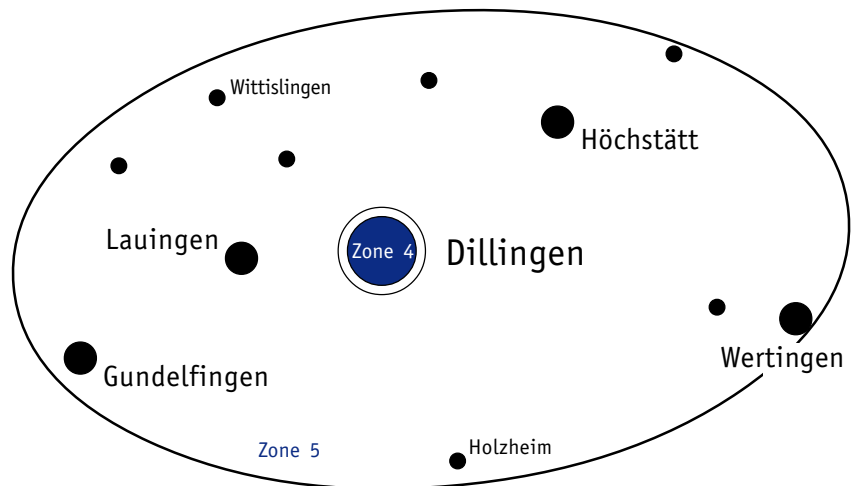 Wittislingen
Höchstätt
Lauingen
Zone 4
Dillingen
Wertingen
Gundelfingen
Zone 5
Holzheim